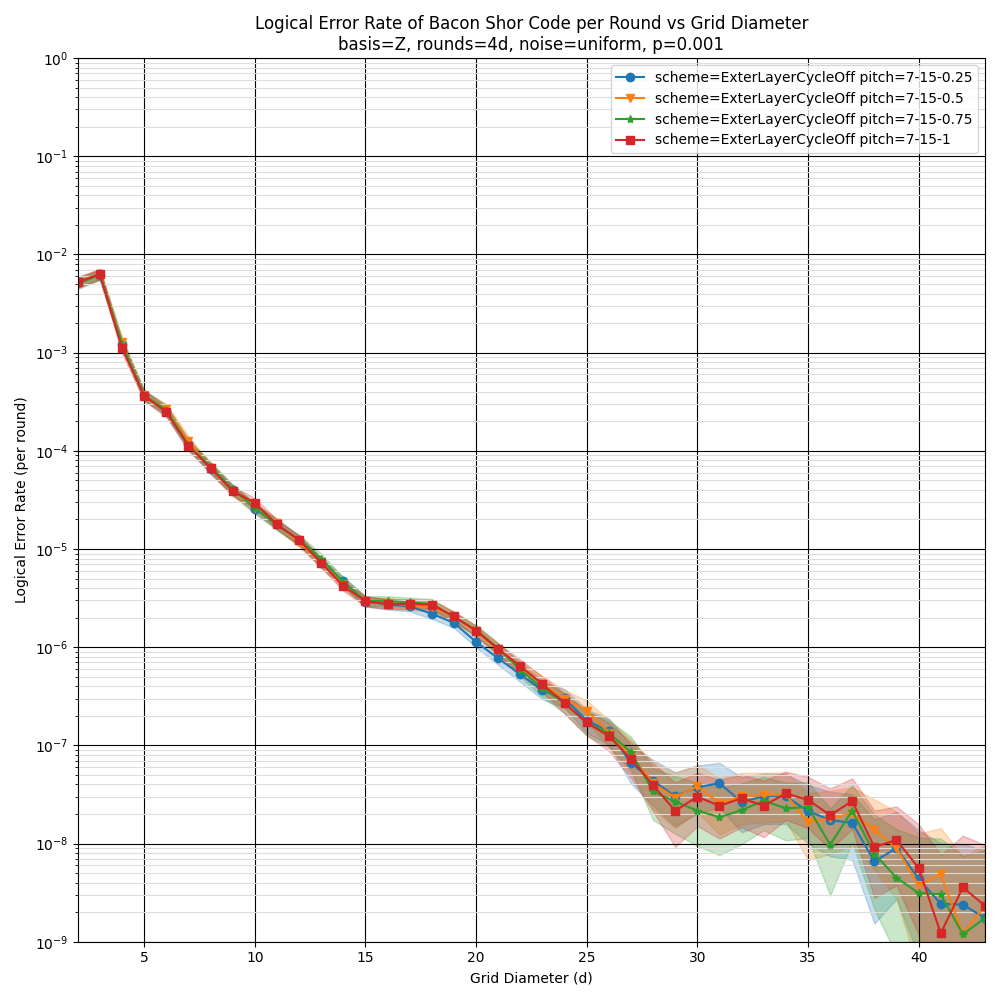 Logical Error Rate of Bacon Shor Code per Round vs Grid Diameter
basis=Z, rounds=4d, noise=uniform, p=0.001
scheme=ExterLayerCycleOff pitch=7-15-0.25
scheme=ExterLayerCycleOff pitch=7-15-0.5
scheme=ExterLayerCycleOff pitch=7-15-0.75
scheme=ExterLayerCycleOff pitch=7-15-1
Logical Error Rate (per round)
10⁰
10⁻¹
10⁻²
10⁻³
10⁻⁴
10⁻⁵
10⁻⁶
10⁻⁷
10⁻⁸
10⁻⁹
5 10 15 20 25 30 35 40
Grid Diameter (d)